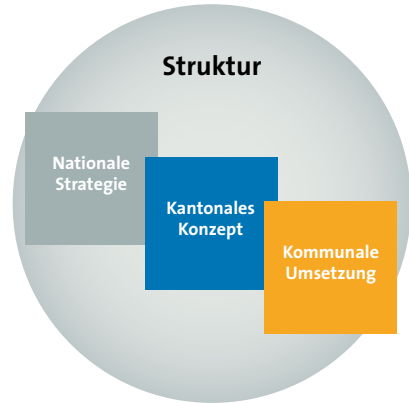 Struktur
Nationale
Strategie
Kantonales
Konzept
Kommunale
Umsetzung